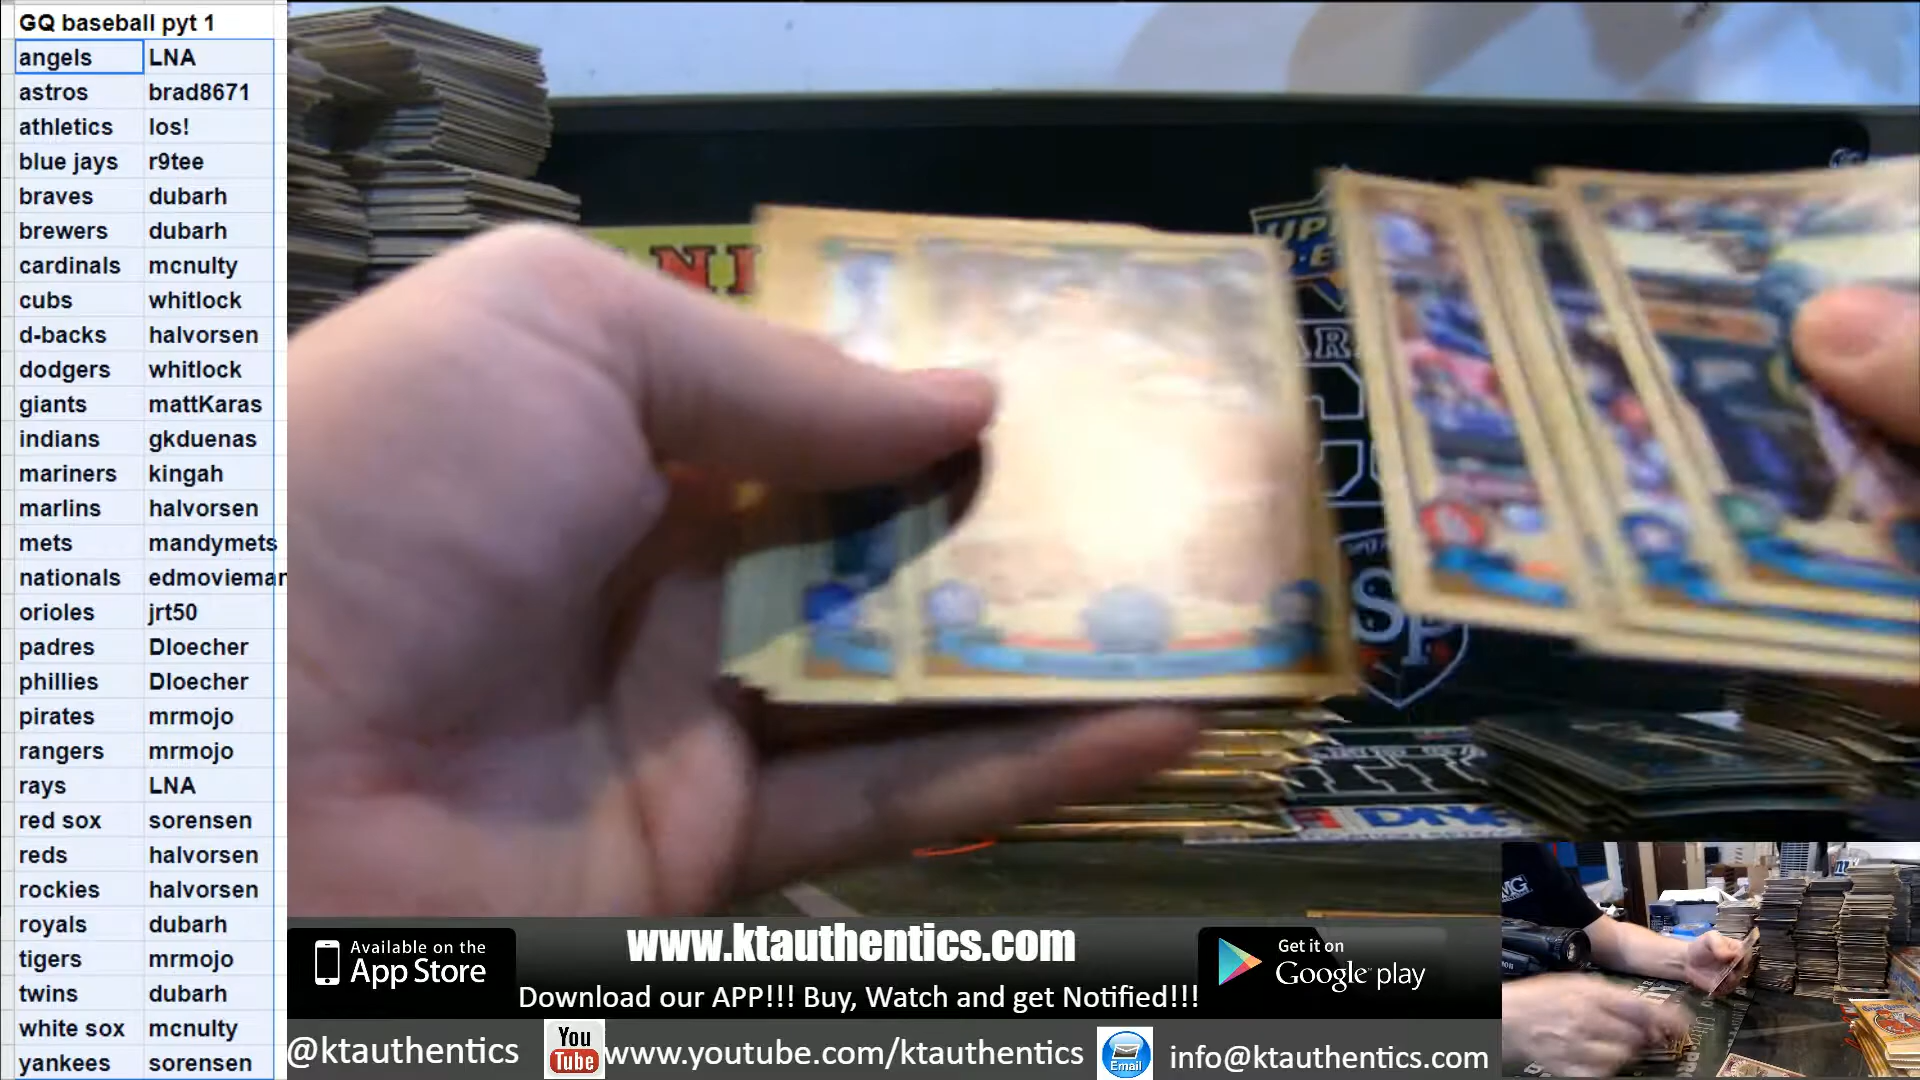 GQ baseball pyt 1
angels LNA
astros brad8671
athletics los!
blue jays r9tee
braves dubarh
brewers dubarh
cardinals mcnulty
cubs whitlock
d-backs halvorsen
dodgers whitlock
giants mattKaras
indians gkduenas
mariners kingah
marlins halvorsen
mets mandymets
nationals edmovieman
orioles jrt50
padres Dloecher
phillies Dloecher
pirates mrmojo
rangers mrmojo
rays LNA
red sox sorensen
reds halvorsen
rockies halvorsen
royals dubarh
tigers mrmojo
twins dubarh
white sox mcnulty
yankees sorensen
UP
Available on the
App Store
www.ktauthentics.com
Get it on
Google play
Download our APP!!! Buy, Watch and get Notified!!!
@ktauthentics
You
Tube
www.youtube.com/ktauthentics
Email
info@ktauthentics.com